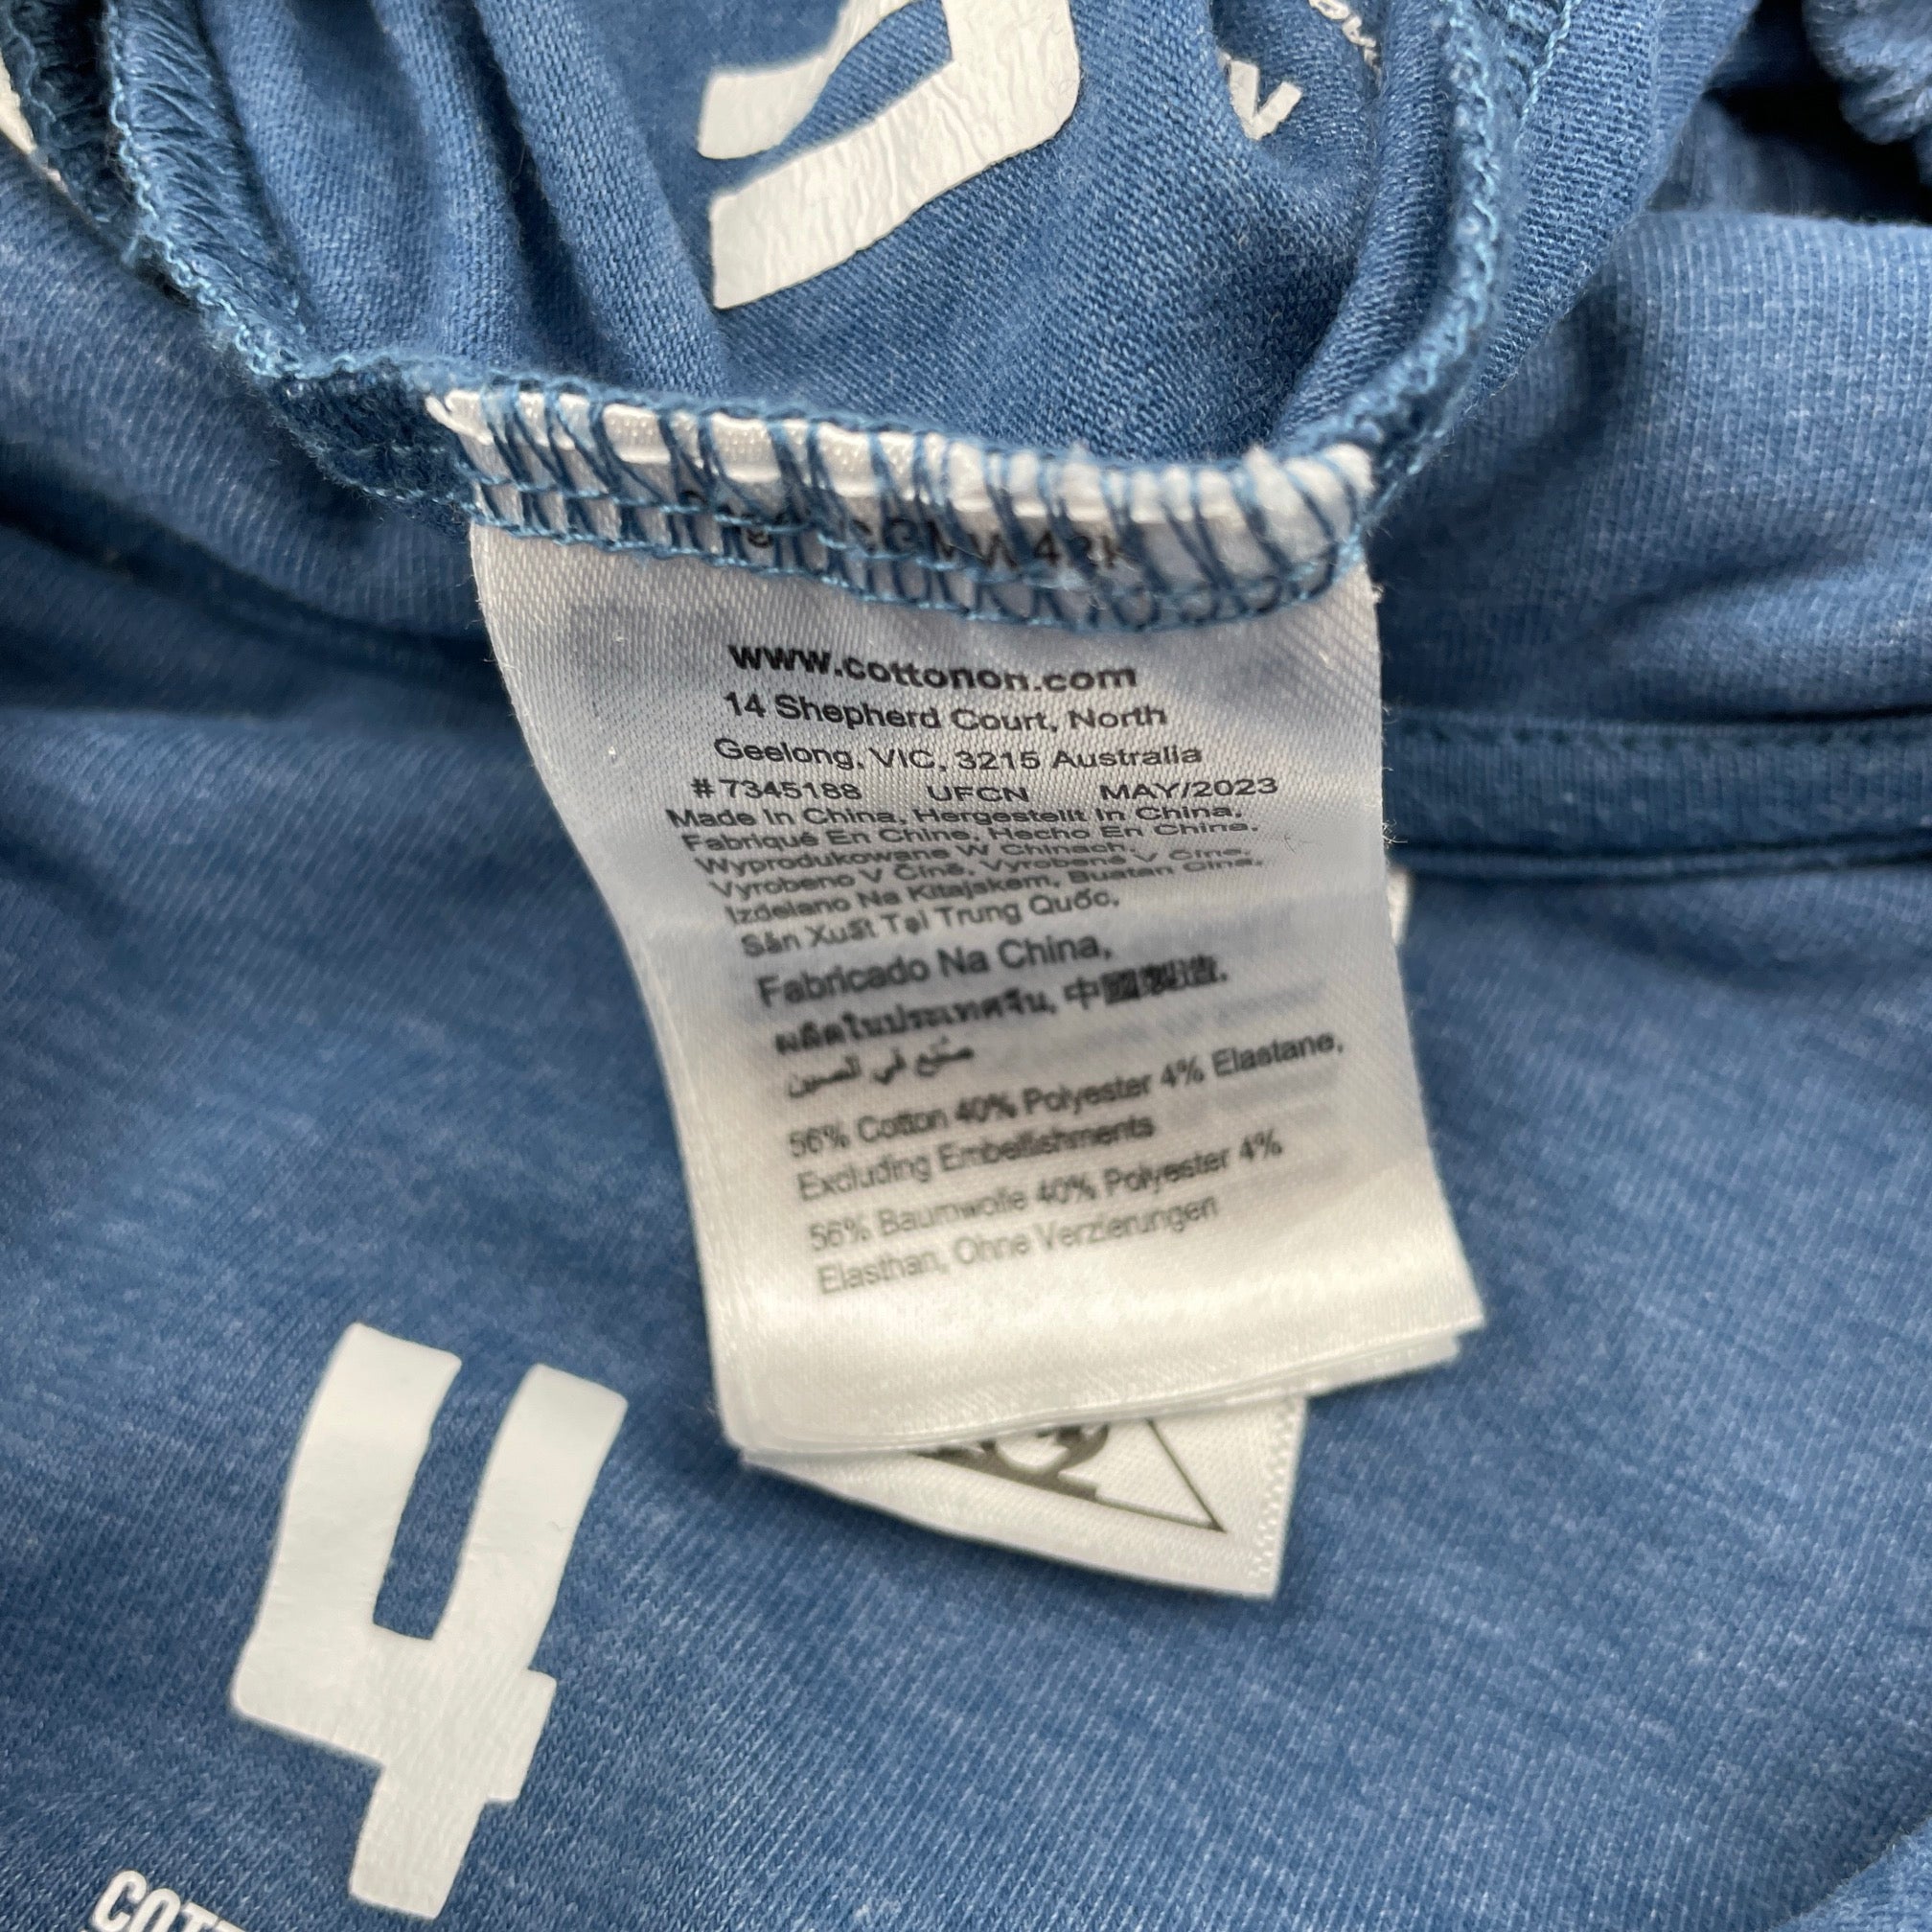 www.cottonon.com
14 Shepherd Court, North
Geelong, VIC, 3215 Australia
#7345188 UFCN MAY/2023
Made In China, Hergestellt In China,
Fabriqué En Chine, Hecho En China,
Wyprodukowane W Chinach,
Vyrobeno V Číně, Vyrobené V Číne,
Izdelano Na Kitajskem, Buatan Cina,
Sản Xuất Tại Trung Quốc,
Fabricado Na China,
ผลิตในประเทศจีน, 中國製造.
صنع في الصين
56% Cotton 40% Polyester 4% Elastane,
Excluding Embellishments
56% Baumwolle 40% Polyester 4%
Elasthan, Ohne Verzierungen
4